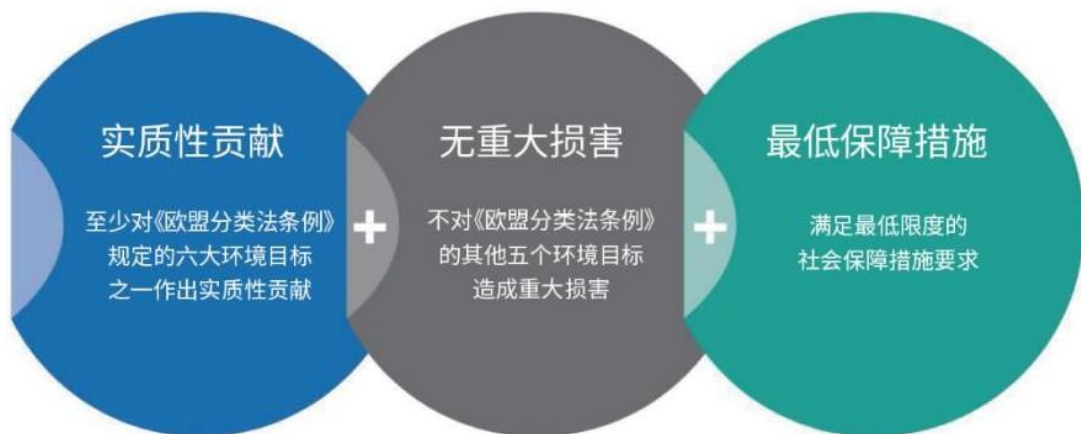 实质性贡献
至少对《欧盟分类法条例》
规定的六大环境目标
之一作出实质性贡献
+
无重大损害
不对《欧盟分类法条例》
的其他五个环境目标
造成重大损害
+
最低保障措施
满足最低限度的
社会保障措施要求